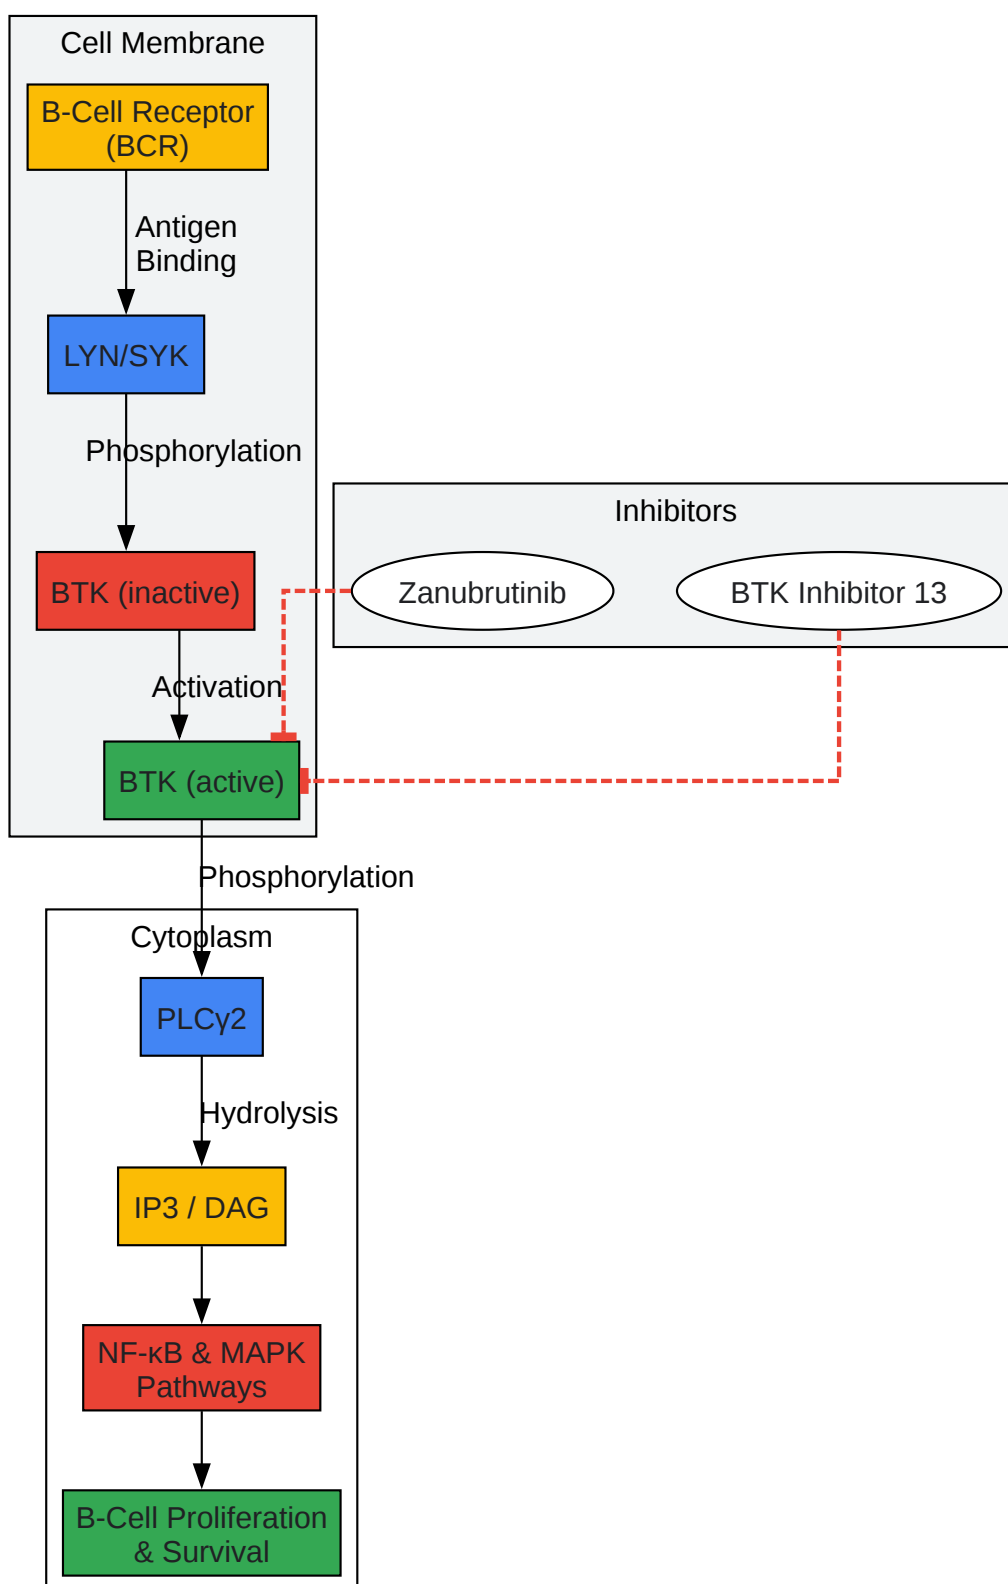 Cell Membrane
B-Cell Receptor
(BCR)
Antigen
Binding
LYN/SYK
Phosphorylation
BTK (inactive)
Activation
BTK (active)
Inhibitors
Zanubrutinib
BTK Inhibitor 13
Phosphorylation
Cytoplasm
PLCγ2
Hydrolysis
IP3 / DAG
NF-κB & MAPK
Pathways
B-Cell Proliferation
& Survival